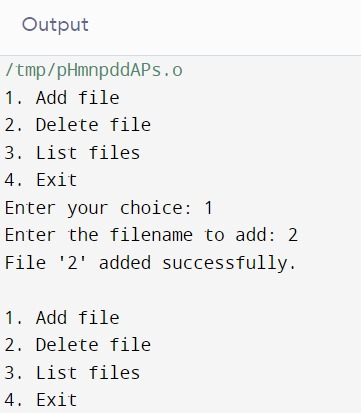 Output
/tmp/pHmnpddAPs.o
1. Add file
2. Delete file
3. List files
4. Exit
Enter your choice: 1
Enter the filename to add: 2
File '2' added successfully.
1. Add file
2. Delete file
3. List files
4. Exit